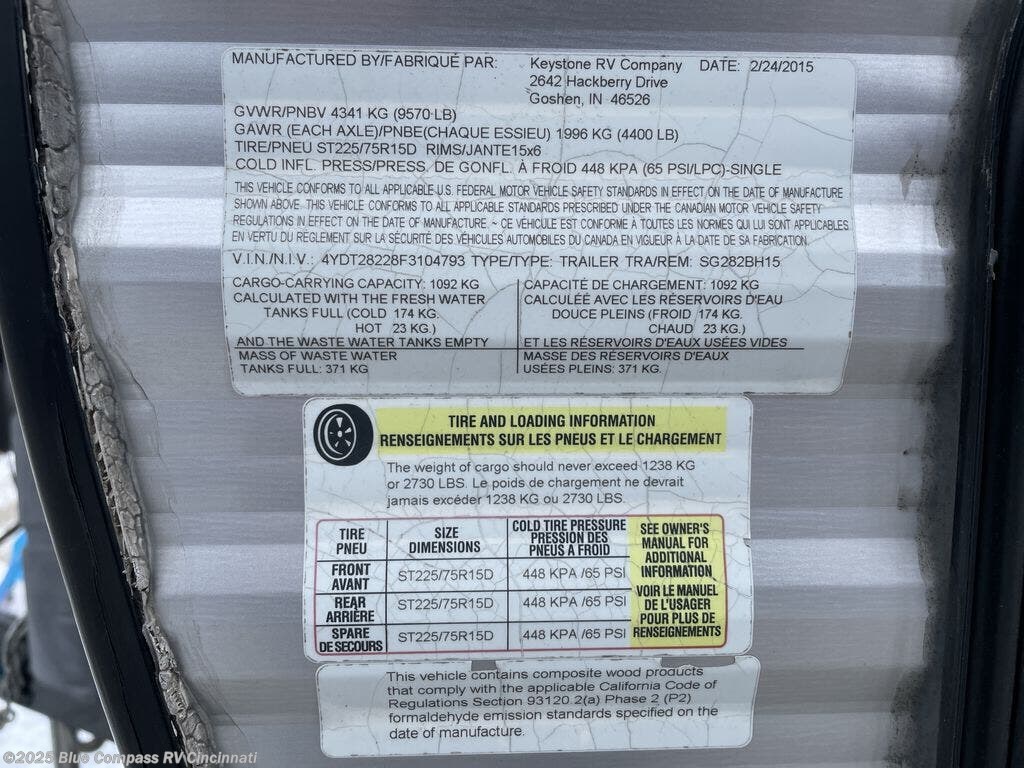 MANUFACTURED BY/FABRIQUÉ PAR: Keystone RV Company DATE: 2/24/2015
2642 Hackberry Drive
Goshen, IN 46526
GVWR/PNBV 4341 KG (9570 LB)
GAWR (EACH AXLE)/PNBE(CHAQUE ESSIEU) 1996 KG (4400 LB)
TIRE/PNEU ST225/75R15D RIMS/JANTE15x6
COLD INFL. PRESS/PRESS. DE GONFL. À FROID 448 KPA (65 PSI/LPC)-SINGLE
THIS VEHICLE CONFORMS TO ALL APPLICABLE U.S. FEDERAL MOTOR VEHICLE SAFETY STANDARDS IN EFFECT ON THE DATE OF MANUFACTURE
SHOWN ABOVE. THIS VEHICLE CONFORMS TO ALL APPLICABLE STANDARDS PRESCRIBED UNDER THE CANADIAN MOTOR VEHICLE SAFETY
REGULATIONS IN EFFECT ON THE DATE OF MANUFACTURE. ~ CE VÉHICULE EST CONFORME À TOUTES LES NORMES QUI LUI SONT APPLICABLES
EN VERTU DU RÈGLEMENT SUR LA SÉCURITÉ DES VÉHICULES AUTOMOBILES DU CANADA EN VIGUEUR À LA DATE DE SA FABRICATION.
V.I.N./N.I.V.: 4YDT28228F3104793 TYPE/TYPE: TRAILER TRA/REM: SG282BH15
CARGO-CARRYING CAPACITY: 1092 KG
CALCULATED WITH THE FRESH WATER
TANKS FULL (COLD 174 KG.
HOT 23 KG.)
AND THE WASTE WATER TANKS EMPTY
MASS OF WASTE WATER
TANKS FULL: 371 KG
CAPACITÉ DE CHARGEMENT: 1092 KG
CALCULÉE AVEC LES RÉSERVOIRS D'EAU
DOUCE PLEINS (FROID 174 KG.
CHAUD 23 KG.)
ET LES RÉSERVOIRS D'EAUX USÉES VIDES
MASSE DES RÉSERVOIRS D'EAUX
USÉES PLEINS: 371 KG.
TIRE AND LOADING INFORMATION
RENSEIGNEMENTS SUR LES PNEUS ET LE CHARGEMENT
The weight of cargo should never exceed 1238 KG
or 2730 LBS. Le poids de chargement ne devrait
jamais excéder 1238 KG ou 2730 LBS.
TIRE
PNEU
SIZE
DIMENSIONS
COLD TIRE PRESSURE
PRESSION DES
PNEUS A FROID
FRONT
AVANT
ST225/75R15D 448 KPA /65 PSI
REAR
ARRIÈRE
ST225/75R15D 448 KPA /65 PSI
SPARE
DE SECOURS
ST225/75R15D 448 KPA /65 PSI
SEE OWNER'S
MANUAL FOR
ADDITIONAL
INFORMATION
VOIR LE MANUEL
DE L'USAGER
POUR PLUS DE
RENSEIGNEMENTS
This vehicle contains composite wood products
that comply with the applicable California Code of
Regulations Section 93120.2(a) Phase 2 (P2)
formaldehyde emission standards specified on the
date of manufacture.
©2025 Blue Compass RV Cincinnati